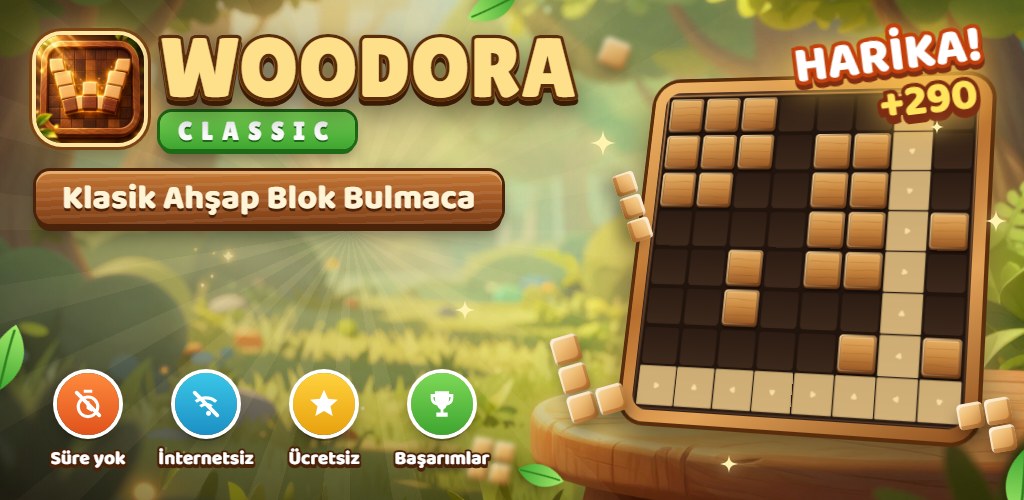 WOODORA
CLASSIC
Klasik Ahşap Blok Bulmaca
HARİKA!
+290
Süre yok
İnternetsiz
Ücretsiz
Başarımlar